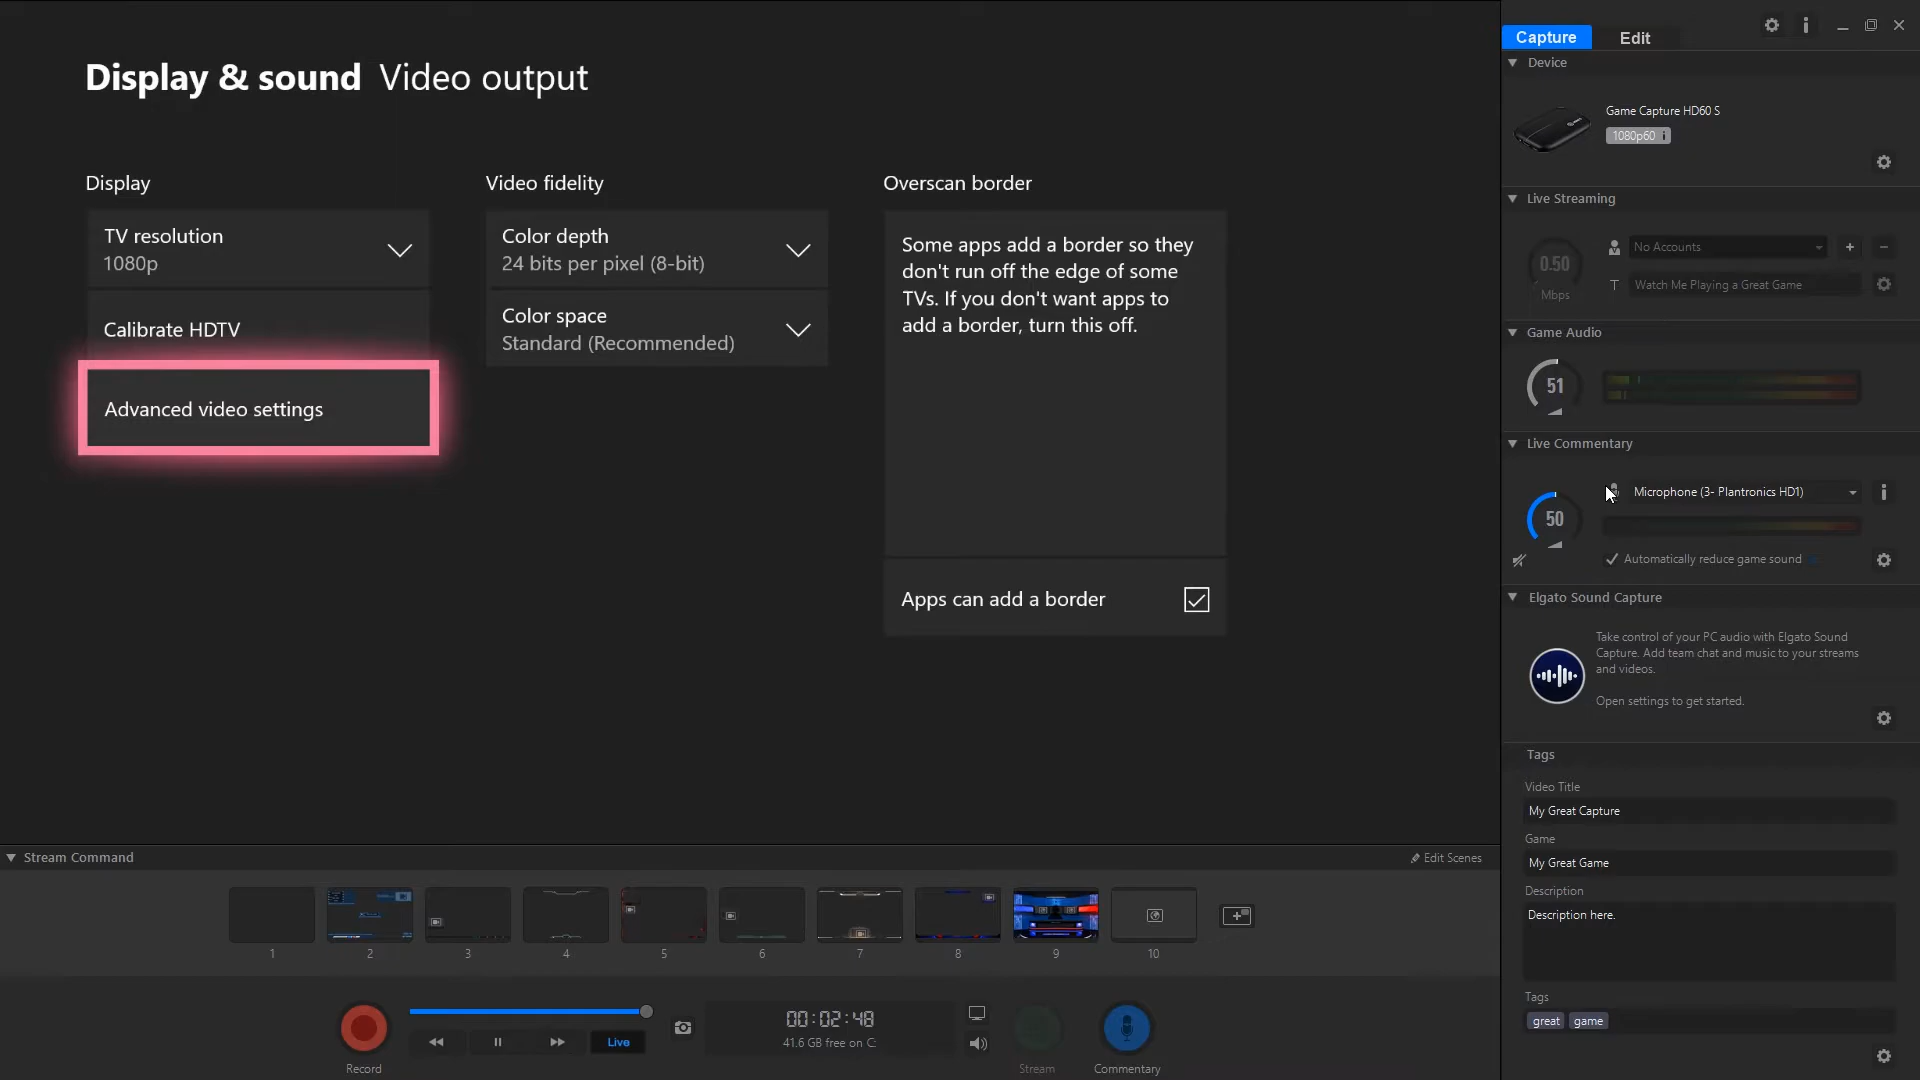 Display & sound Video output
Display
TV resolution
1080p
Calibrate HDTV
Advanced video settings
Video fidelity
Color depth
24 bits per pixel (8-bit)
Color space
Standard (Recommended)
Overscan border
Some apps add a border so they
don't run off the edge of some
TVs. If you don't want apps to
add a border, turn this off.
Apps can add a border
Capture
Edit
Device
Game Capture HD60 S
1080p60 i
Live Streaming
0.50
Mbps
No Accounts
T Watch Me Playing a Great Game
Game Audio
51
Live Commentary
50
Microphone (3- Plantronics HD1)
Automatically reduce game sound
Elgato Sound Capture
Take control of your PC audio with Elgato Sound
Capture. Add team chat and music to your streams
and videos.
Open settings to get started.
Tags
Video Title
My Great Capture
Game
My Great Game
Description
Description here.
Tags
great game
Stream Command
Edit Scenes
1 2 3 4 5 6 7 8 9 10
Record
Live
00:02:48
41.6 GB free on C:
Stream
Commentary